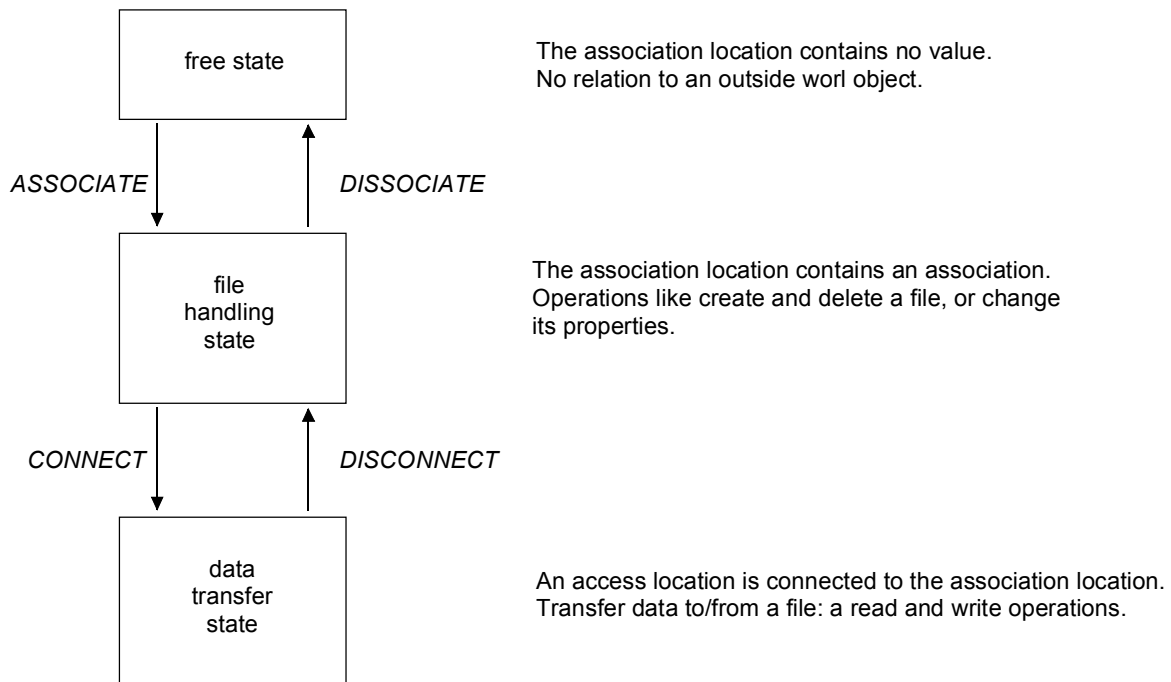 free state
The association location contains no value.
No relation to an outside worl object.
ASSOCIATE
DISSOCIATE
file
handling
state
The association location contains an association.
Operations like create and delete a file, or change
its properties.
CONNECT
DISCONNECT
data
transfer
state
An access location is connected to the association location.
Transfer data to/from a file: a read and write operations.